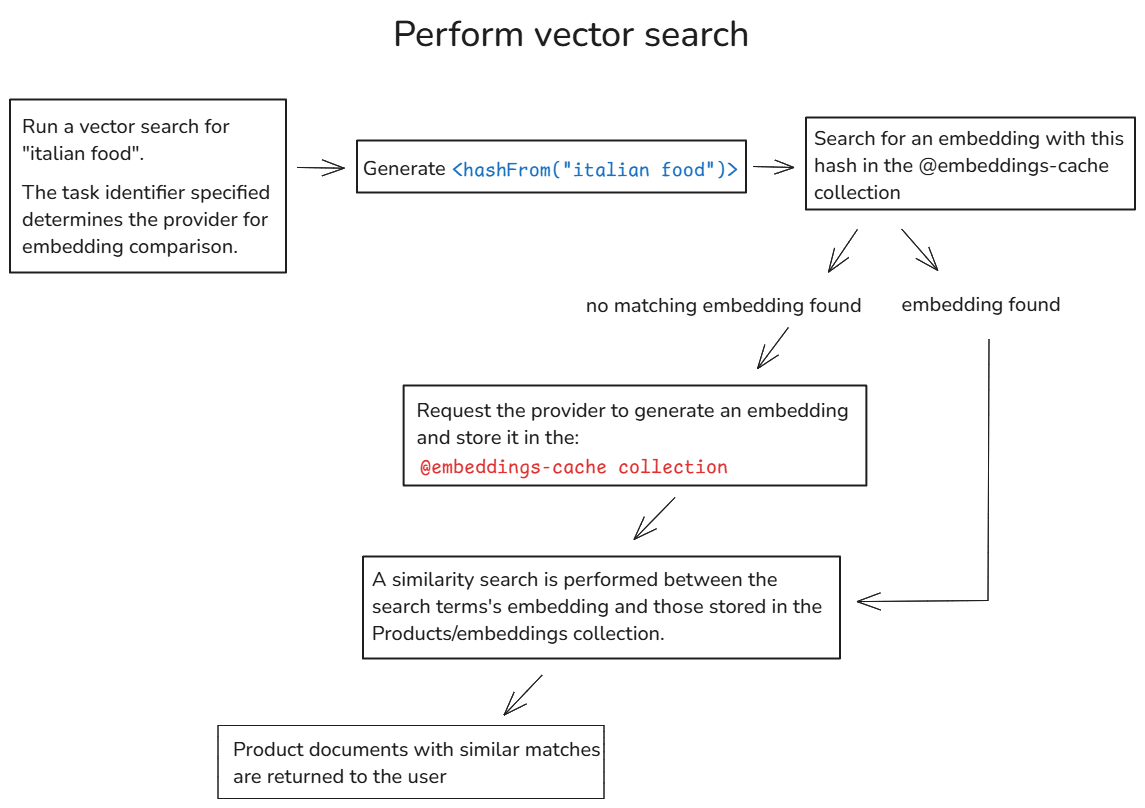 Perform vector search
Run a vector search for
"italian food".
The task identifier specified
determines the provider for
embedding comparison.
Generate <hashFrom("italian food")>
Search for an embedding with this
hash in the @embeddings-cache
collection
no matching embedding found
embedding found
Request the provider to generate an embedding
and store it in the:
@embeddings-cache collection
A similarity search is performed between the
search terms's embedding and those stored in the
Products/embeddings collection.
Product documents with similar matches
are returned to the user